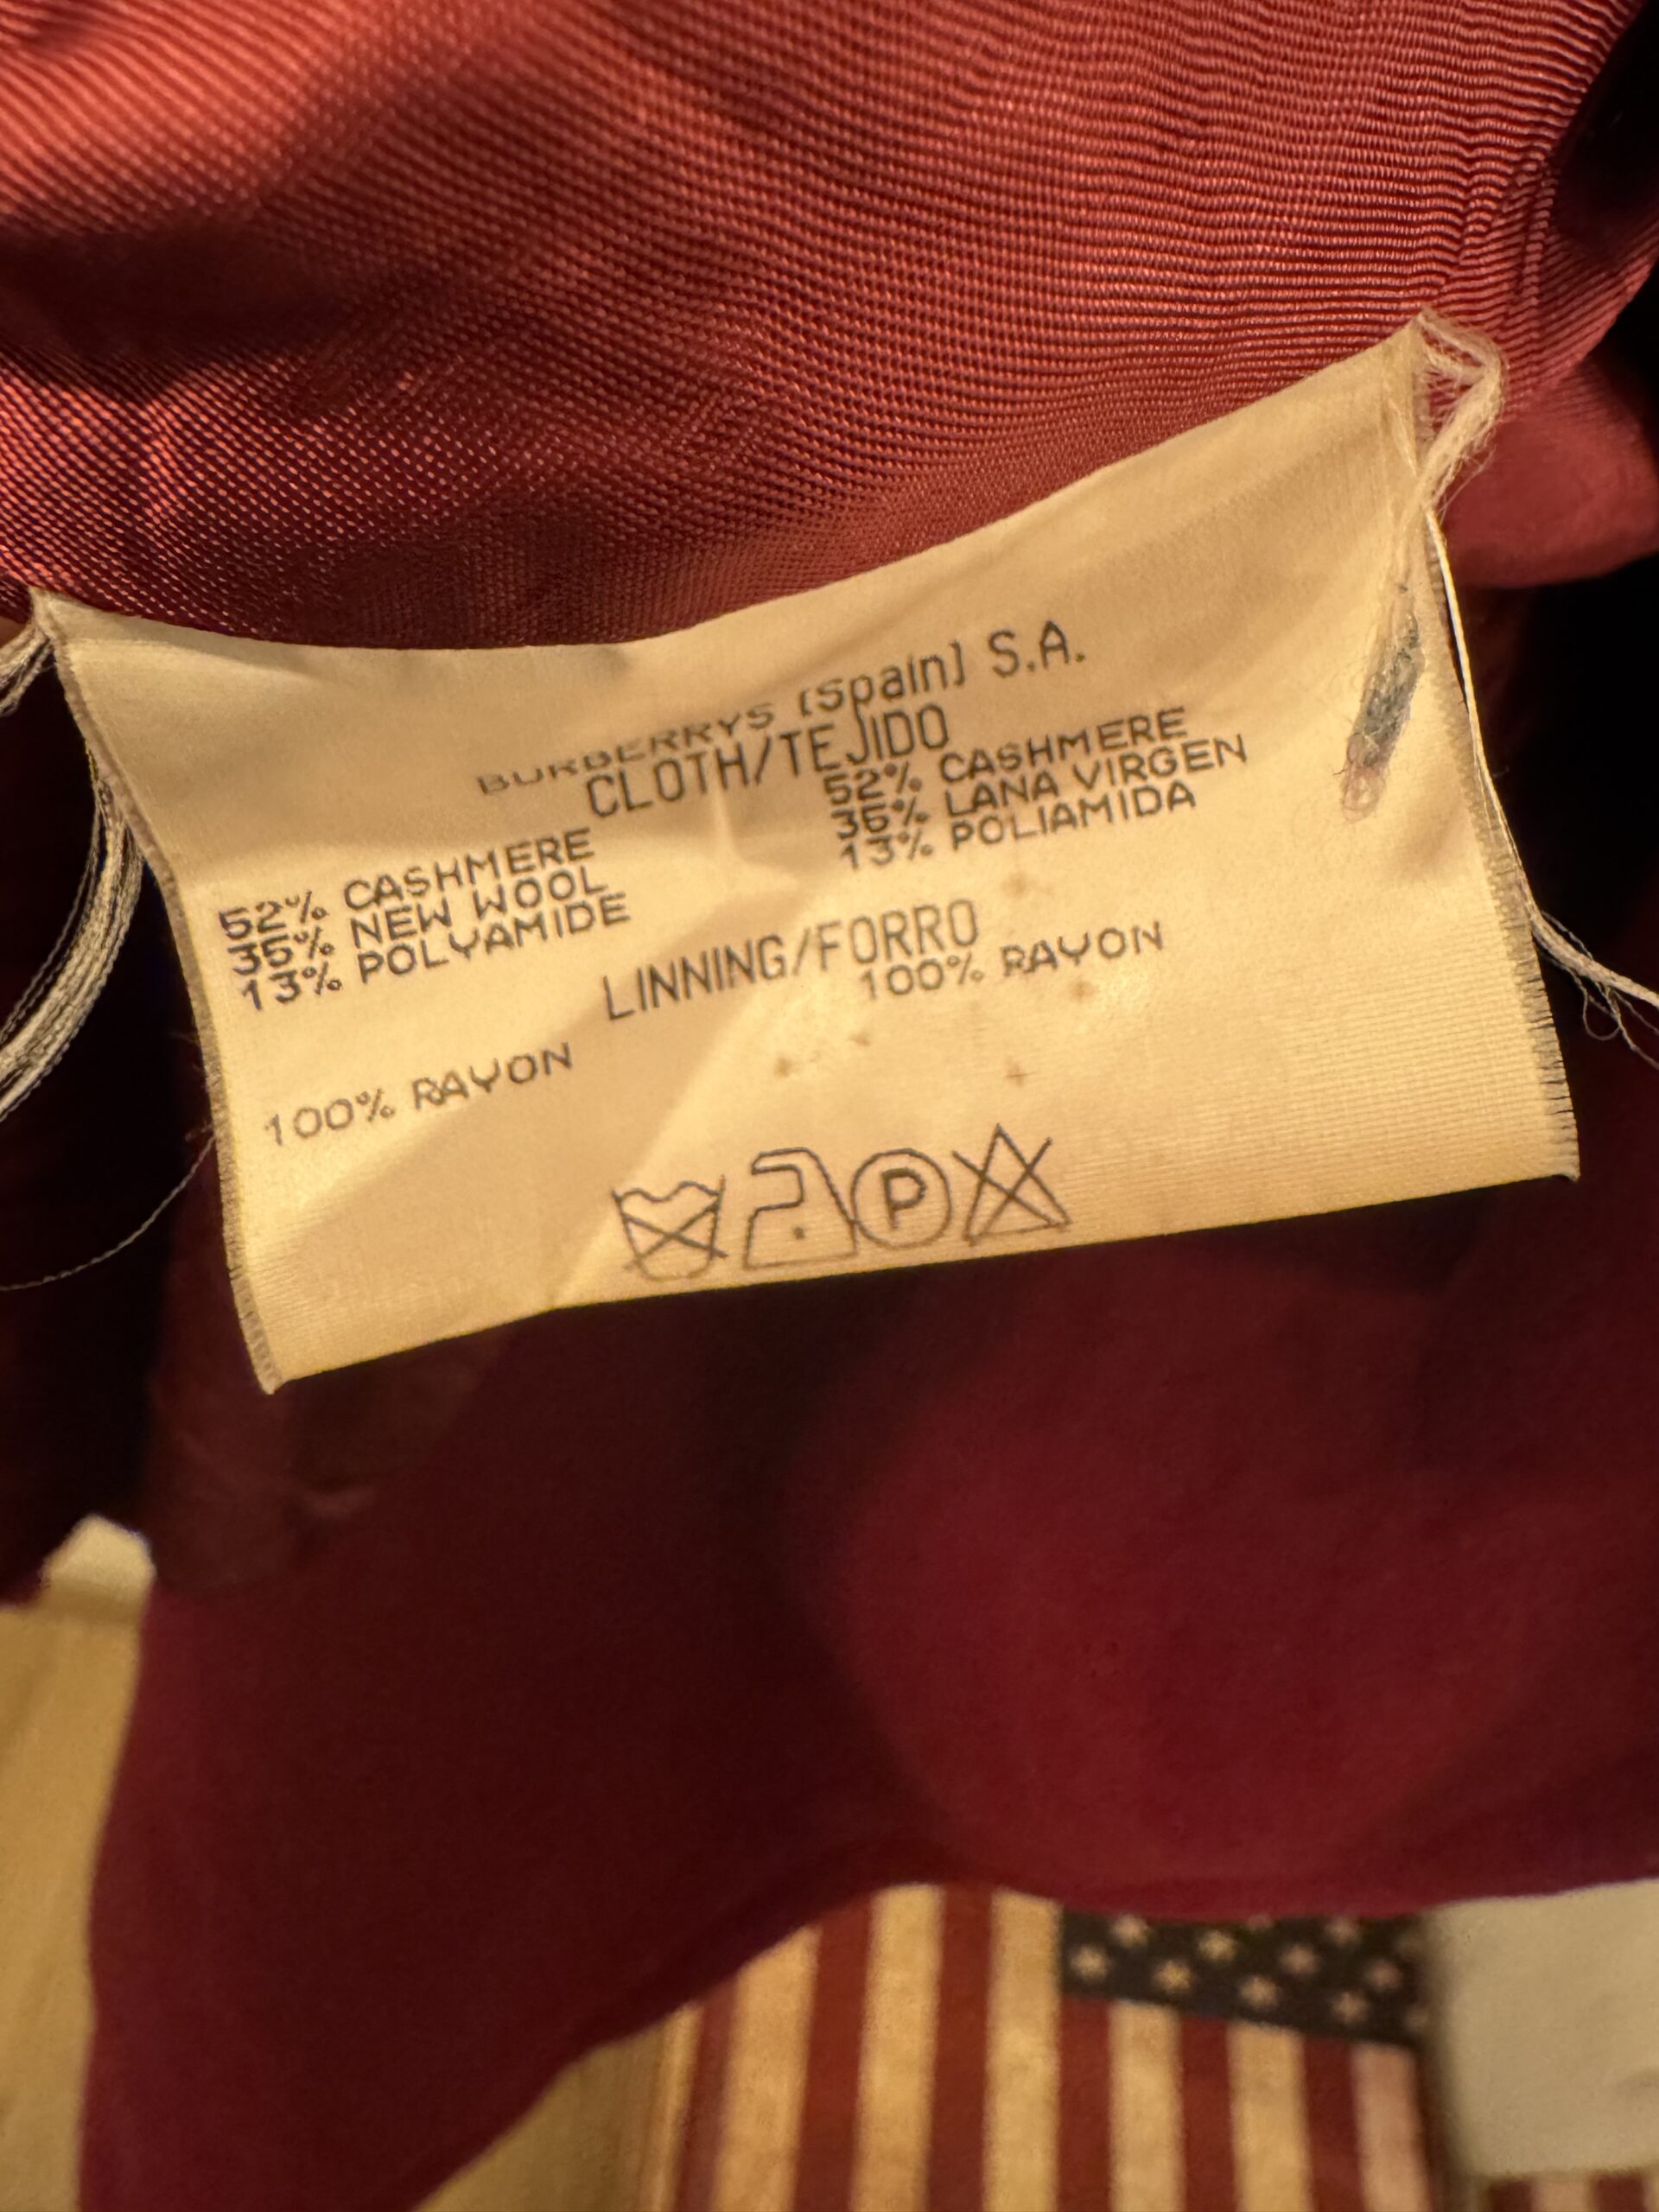 BURBERRYS (Spain) S.A.
CLOTH/TEJIDO
52% CASHMERE
35% NEW WOOL
13% POLYAMIDE
52% CASHMERE
35% LANA VIRGEN
13% POLIAMIDA
LINNING/FORRO
100% RAYON
100% RAYON
P